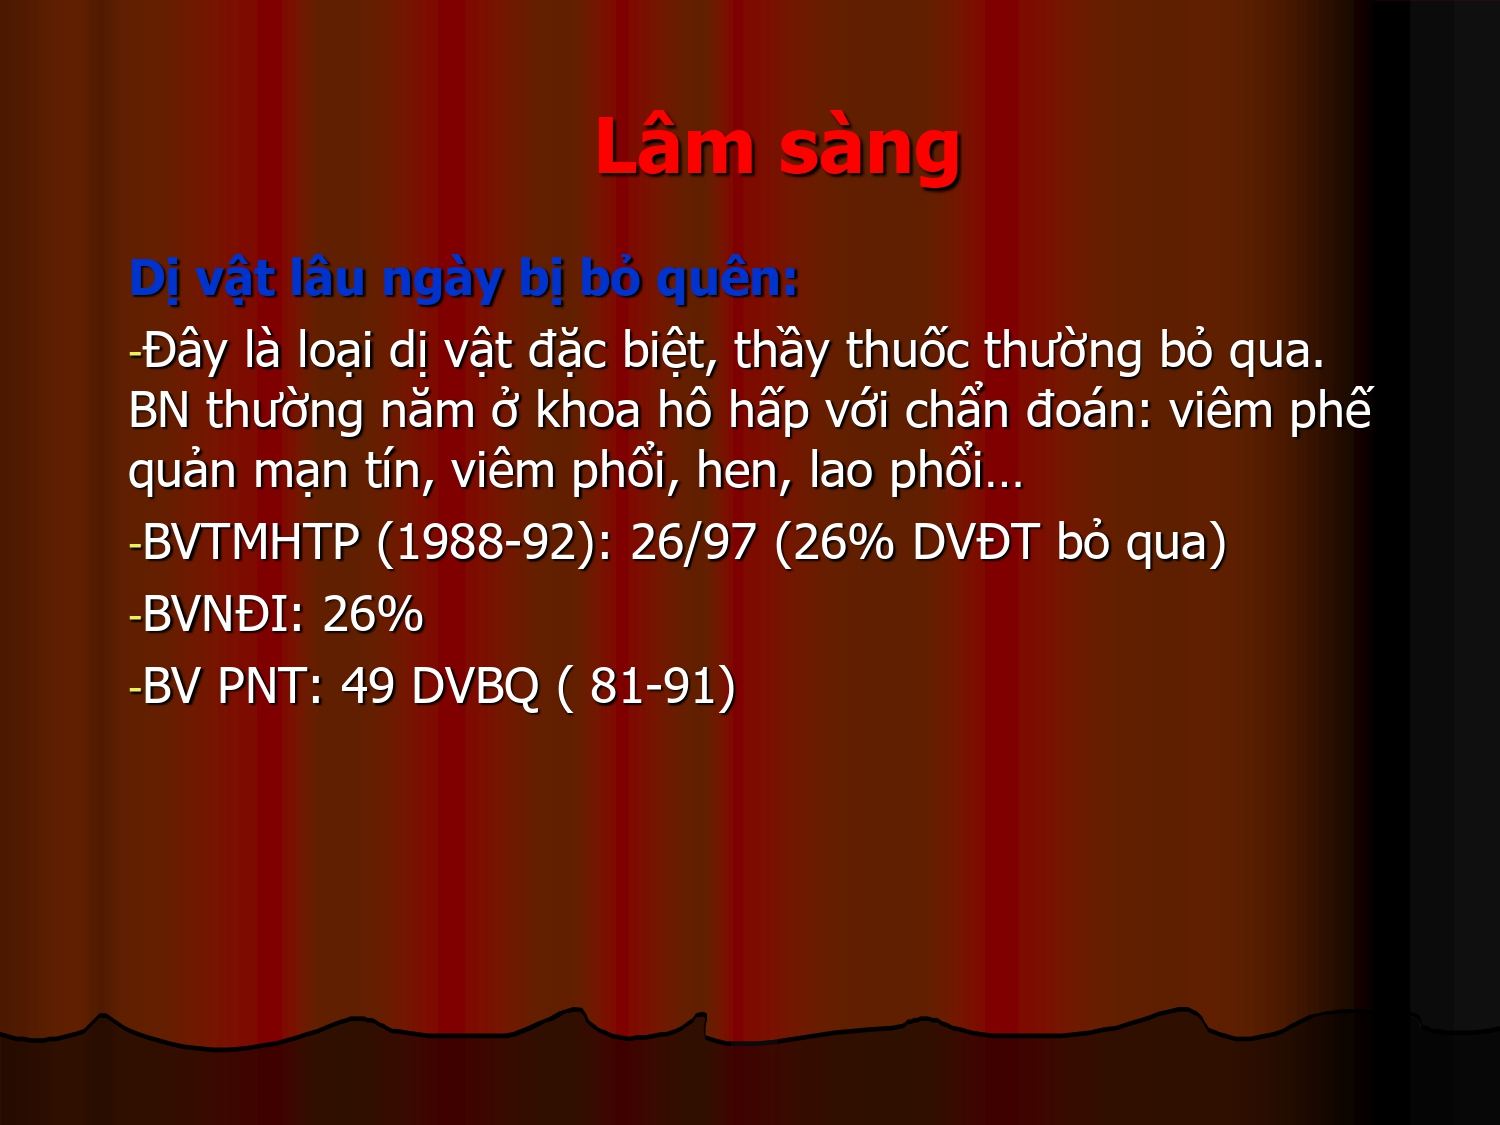 Lâm sàng
Dị vật lâu ngày bị bỏ quên:
-Đây là loại dị vật đặc biệt, thầy thuốc thường bỏ qua.
BN thường năm ở khoa hô hấp với chẩn đoán: viêm phế
quản mạn tín, viêm phổi, hen, lao phổi…
-BVTMHTP (1988-92): 26/97 (26% DVĐT bỏ qua)
-BVNĐI: 26%
-BV PNT: 49 DVBQ ( 81-91)